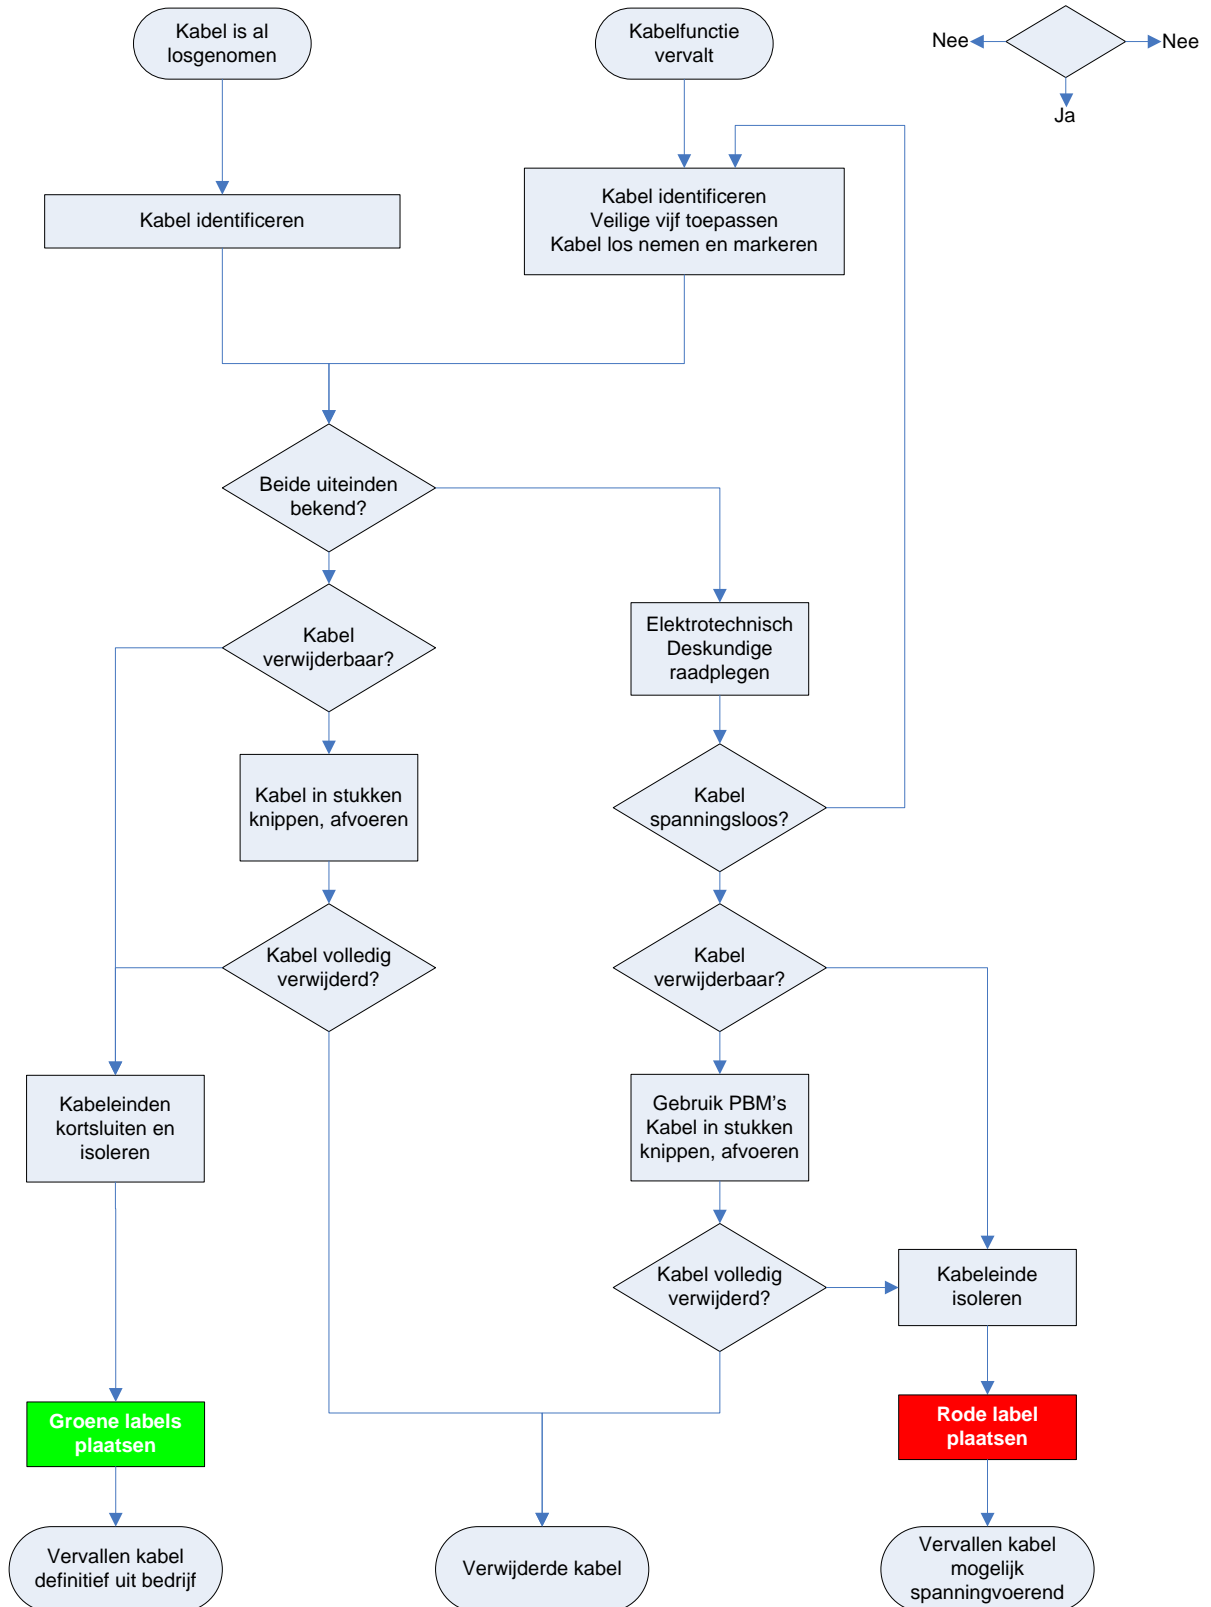 Kabel is al
losgenomen
Kabelfunctie
vervalt
Nee
Nee
Ja
Kabel identificeren
Kabel identificeren
Veilige vijf toepassen
Kabel los nemen en markeren
Beide uiteinden
bekend?
Kabel
verwijderbaar?
Elektrotechnisch
Deskundige
raadplegen
Kabel in stukken
knippen, afvoeren
Kabel
spanningsloos?
Kabel volledig
verwijderd?
Kabel
verwijderbaar?
Kabeleinden
kortsluiten en
isoleren
Gebruik PBM's
Kabel in stukken
knippen, afvoeren
Kabel volledig
verwijderd?
Kabeleinde
isoleren
Groene labels
plaatsen
Rode label
plaatsen
Vervallen kabel
definitief uit bedrijf
Verwijderde kabel
Vervallen kabel
mogelijk
spanningvoerend